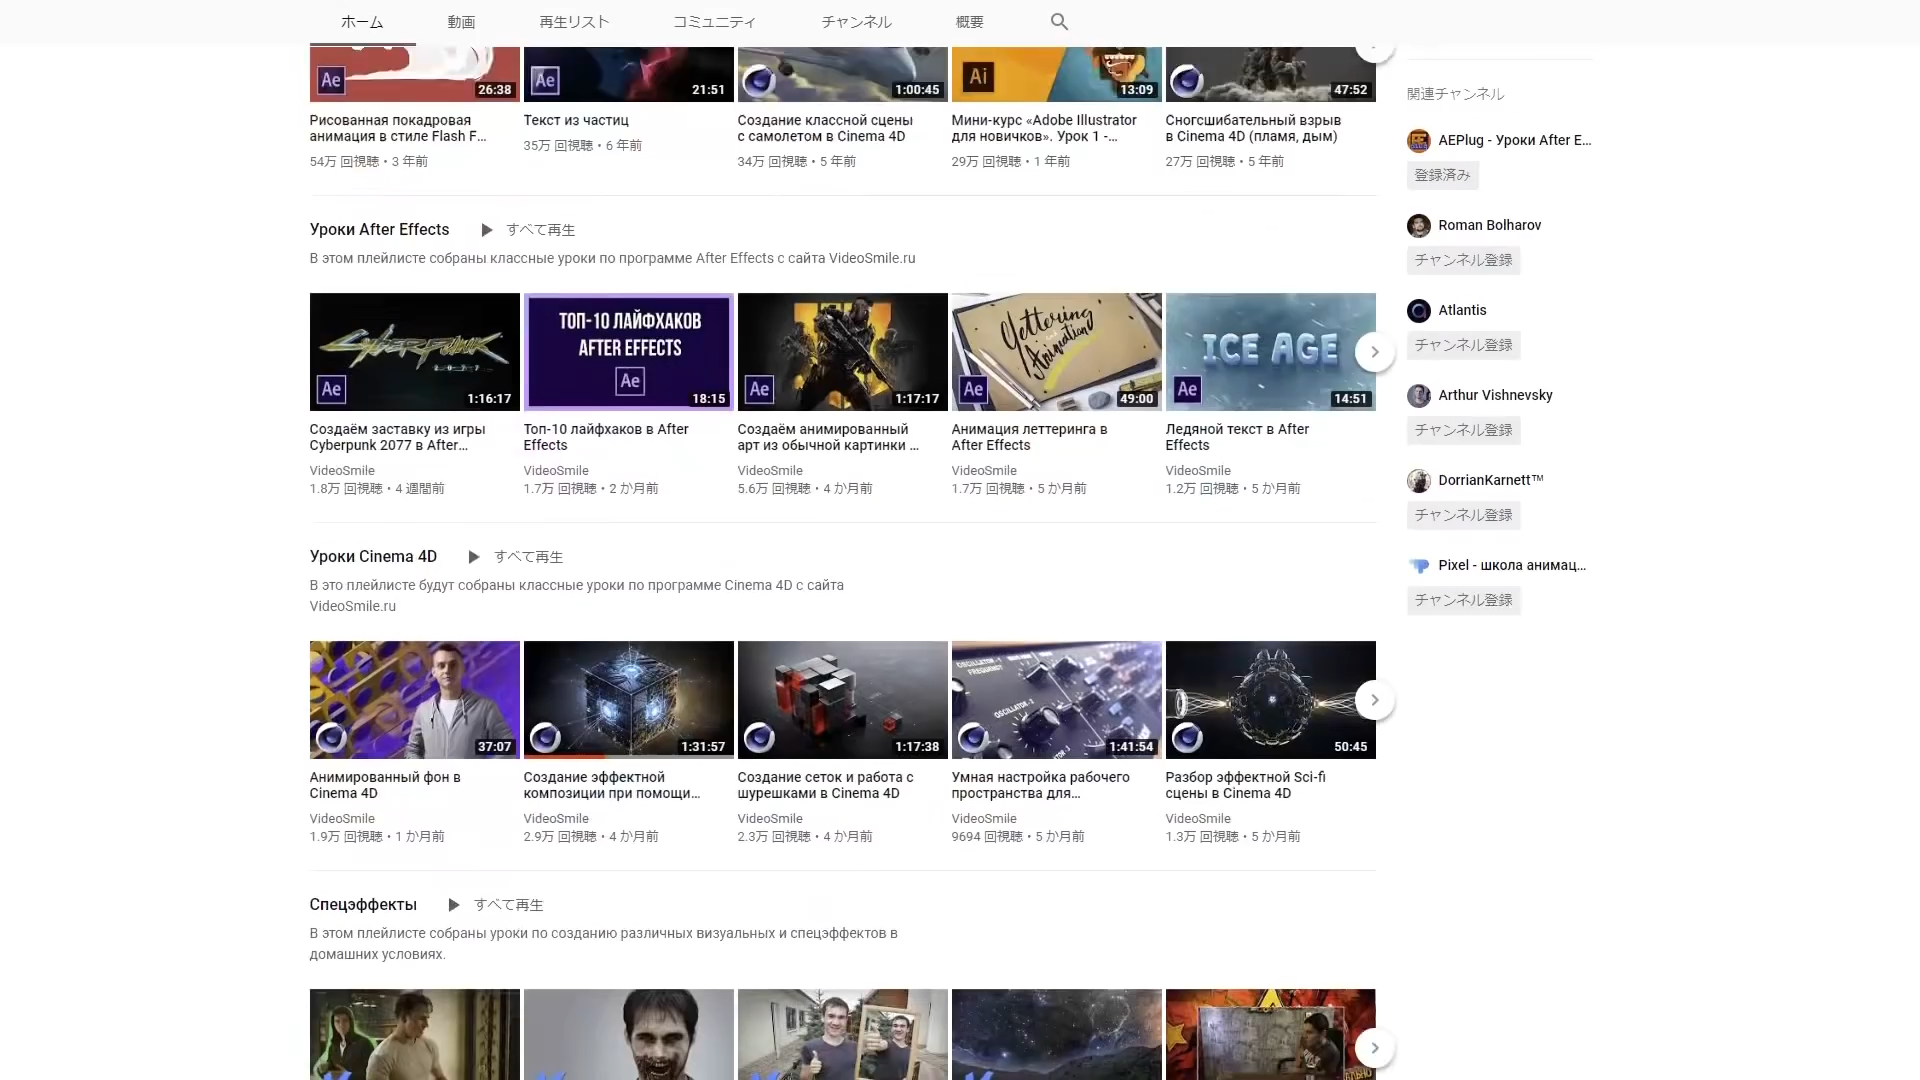 ホーム 動画 再生リスト コミュニティ チャンネル 概要
Ae 26:38
Ae 21:51
1:00:45
Ai 13:09
47:52
Рисованная покадровая
анимация в стиле Flash F...
54万 回視聴・3 年前
Текст из частиц
35万 回視聴・6 年前
Создание классной сцены
с самолетом в Cinema 4D
34万 回視聴・5 年前
Мини-курс «Adobe Illustrator
для новичков». Урок 1 -...
29万 回視聴・1 年前
Сногсшибательный взрыв
в Cinema 4D (пламя, дым)
27万 回視聴・5 年前
Уроки After Effects すべて再生
В этом плейлисте собраны классные уроки по программе After Effects с сайта VideoSmile.ru
CYBERPUNK
2077
Ae 1:16:17
ТОП-10 ЛАЙФХАКОВ
AFTER EFFECTS
Ae
18:15
Ae 1:17:17
Lettering
Animation
Ae 49:00
ICE AGE
Ae 14:51
Создаём заставку из игры
Cyberpunk 2077 в After...
VideoSmile
1.8万 回視聴・4 週間前
Топ-10 лайфхаков в After
Effects
VideoSmile
1.7万 回視聴・2 か月前
Создаём анимированный
арт из обычной картинки ...
VideoSmile
5.6万 回視聴・4 か月前
Анимация леттеринга в
After Effects
VideoSmile
1.7万 回視聴・5 か月前
Ледяной текст в After
Effects
VideoSmile
1.2万 回視聴・5 か月前
Уроки Cinema 4D すべて再生
В это плейлисте будут собраны классные уроки по программе Cinema 4D с сайта
VideoSmile.ru
37:07
1:31:57
1:17:38
OSCILLATOR-1
FREQUENCY
OSCILLATOR-2
1:41:54
50:45
Анимированный фон в
Cinema 4D
VideoSmile
1.9万 回視聴・1 か月前
Создание эффектной
композиции при помощи...
VideoSmile
2.9万 回視聴・4 か月前
Создание сеток и работа с
шурешками в Cinema 4D
VideoSmile
2.3万 回視聴・4 か月前
Умная настройка рабочего
пространства для...
VideoSmile
9694 回視聴・5 か月前
Разбор эффектной Sci-fi
сцены в Cinema 4D
VideoSmile
1.3万 回視聴・5 か月前
Спецэффекты すべて再生
В этом плейлисте собраны уроки по созданию различных визуальных и спецэффектов в
домашних условиях.
関連チャンネル
AEPlug - Уроки After E...
登録済み
Roman Bolharov
チャンネル登録
Atlantis
チャンネル登録
Arthur Vishnevsky
チャンネル登録
DorrianKarnett™
チャンネル登録
Pixel - школа анимац...
チャンネル登録